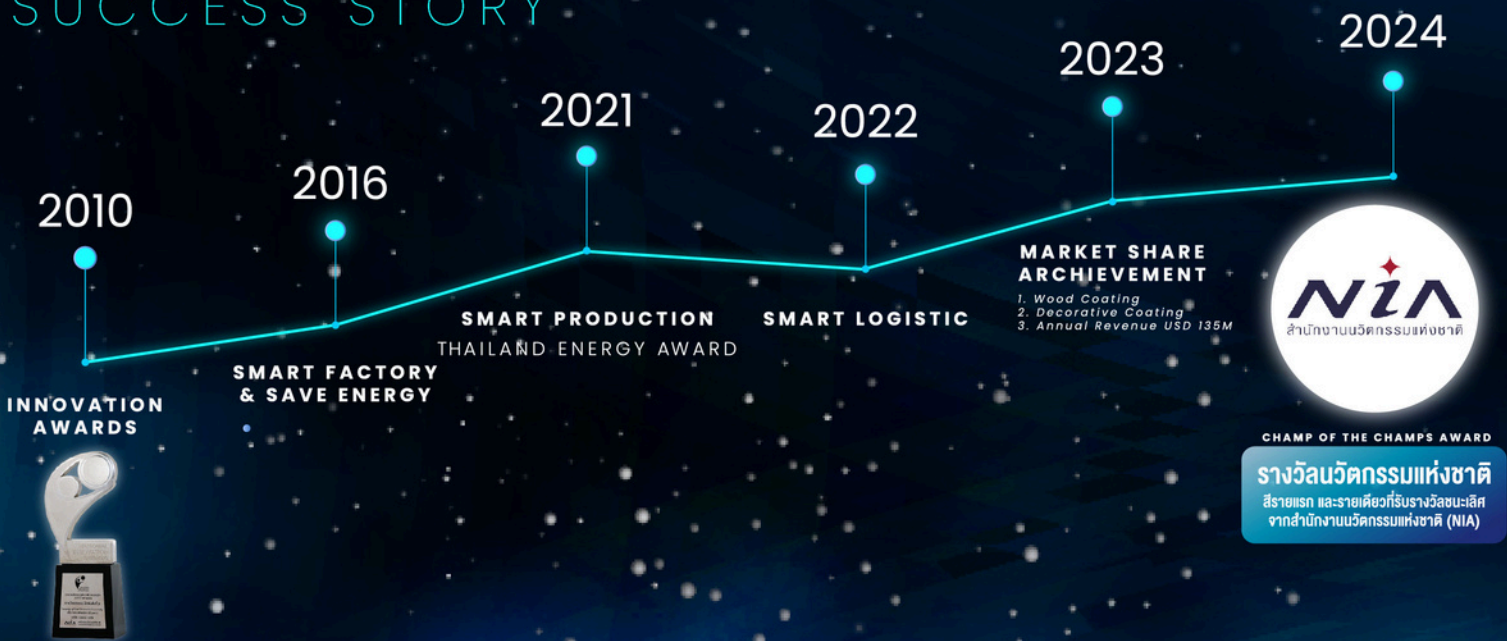 SUCCESS STORY
2010
INNOVATION
AWARDS
2016
SMART FACTORY
& SAVE ENERGY
2021
SMART PRODUCTION
THAILAND ENERGY AWARD
2022
SMART LOGISTIC
2023
MARKET SHARE
ARCHIEVEMENT
1. Wood Coating
2. Decorative Coating
3. Annual Revenue USD 135M
2024
NiA
สำนักงานนวัตกรรมแห่งชาติ
CHAMP OF THE CHAMPS AWARD
รางวัลนวัตกรรมแห่งชาติ
สีรายแรก และรายเดียวที่รับรางวัลชนะเลิศ
จากสำนักงานนวัตกรรมแห่งชาติ (NIA)